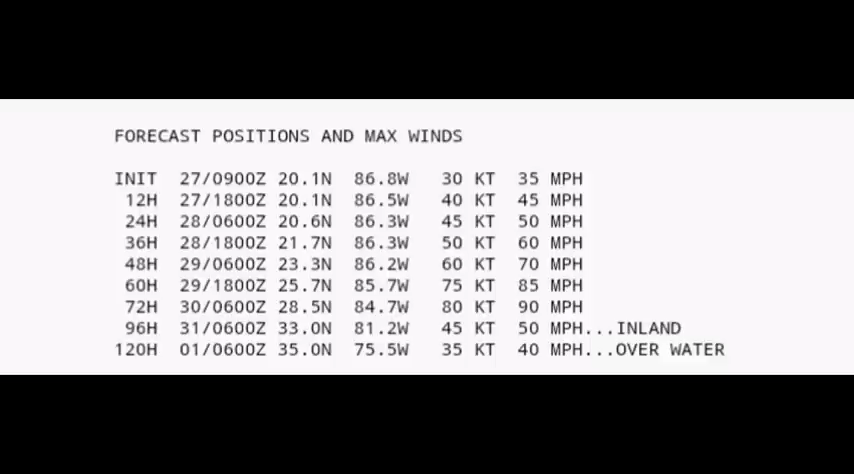 FORECAST POSITIONS AND MAX WINDS
INIT 27/0900Z 20.1N 86.8W 30 KT 35 MPH
12H 27/1800Z 20.1N 86.5W 40 KT 45 MPH
24H 28/0600Z 20.6N 86.3W 45 KT 50 MPH
36H 28/1800Z 21.7N 86.3W 50 KT 60 MPH
48H 29/0600Z 23.3N 86.2W 60 KT 70 MPH
60H 29/1800Z 25.7N 85.7W 75 KT 85 MPH
72H 30/0600Z 28.5N 84.7W 80 KT 90 MPH
96H 31/0600Z 33.0N 81.2W 45 KT 50 MPH...INLAND
120H 01/0600Z 35.0N 75.5W 35 KT 40 MPH...OVER WATER